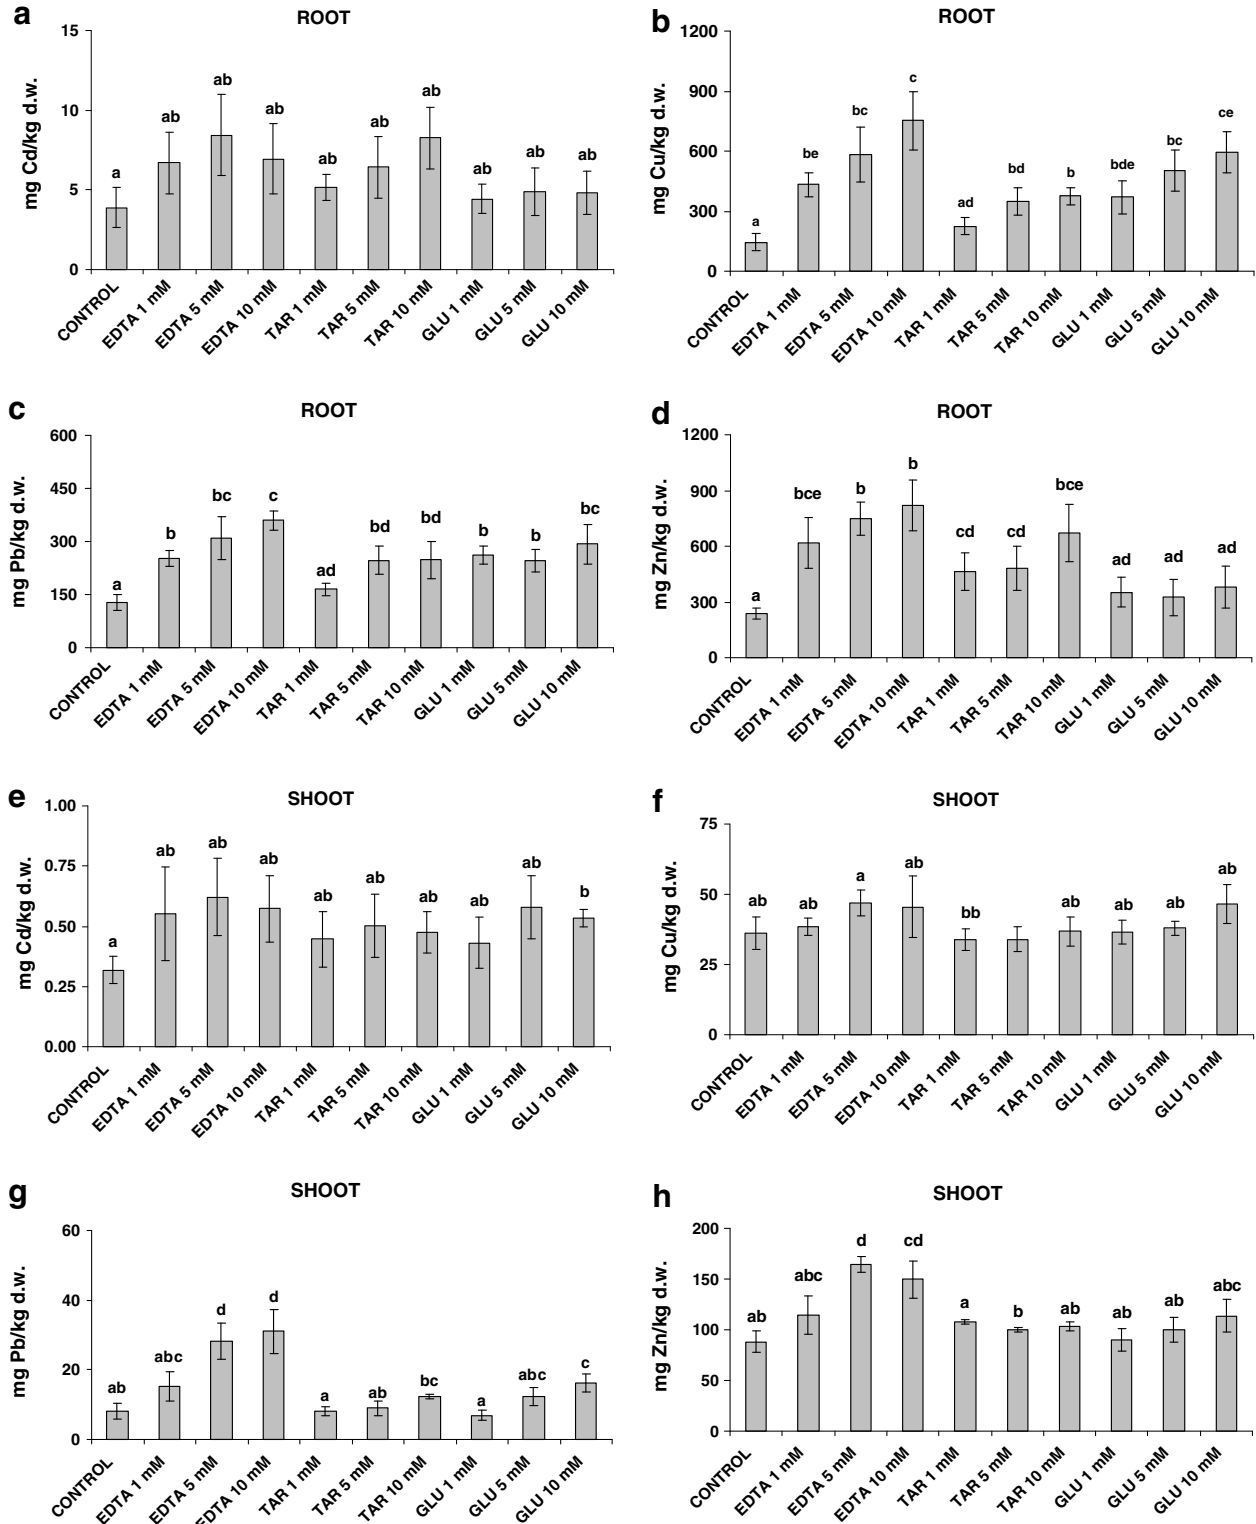 a
ROOT
mg Cd/kg d.w.
15
10
5
0
a
ab
ab
ab
ab
ab
ab
ab
ab
ab
CONTROL
EDTA 1 mM
EDTA 5 mM
EDTA 10 mM
TAR 1 mM
TAR 5 mM
TAR 10 mM
GLU 1 mM
GLU 5 mM
GLU 10 mM
b
ROOT
mg Cu/kg d.w.
1200
900
600
300
0
a
be
bc
c
ad
bd
b
bde
bc
ce
CONTROL
EDTA 1 mM
EDTA 5 mM
EDTA 10 mM
TAR 1 mM
TAR 5 mM
TAR 10 mM
GLU 1 mM
GLU 5 mM
GLU 10 mM
c
ROOT
mg Pb/kg d.w.
600
450
300
150
0
a
b
bc
c
ad
bd
bd
b
b
bc
CONTROL
EDTA 1 mM
EDTA 5 mM
EDTA 10 mM
TAR 1 mM
TAR 5 mM
TAR 10 mM
GLU 1 mM
GLU 5 mM
GLU 10 mM
d
ROOT
mg Zn/kg d.w.
1200
900
600
300
0
a
bce
b
b
cd
cd
bce
ad
ad
ad
CONTROL
EDTA 1 mM
EDTA 5 mM
EDTA 10 mM
TAR 1 mM
TAR 5 mM
TAR 10 mM
GLU 1 mM
GLU 5 mM
GLU 10 mM
e
SHOOT
mg Cd/kg d.w.
1.00
0.75
0.50
0.25
0.00
a
ab
ab
ab
ab
ab
ab
ab
ab
b
CONTROL
EDTA 1 mM
EDTA 5 mM
EDTA 10 mM
TAR 1 mM
TAR 5 mM
TAR 10 mM
GLU 1 mM
GLU 5 mM
GLU 10 mM
f
SHOOT
mg Cu/kg d.w.
75
50
25
0
ab
ab
a
ab
bb
ab
ab
ab
ab
CONTROL
EDTA 1 mM
EDTA 5 mM
EDTA 10 mM
TAR 1 mM
TAR 5 mM
TAR 10 mM
GLU 1 mM
GLU 5 mM
GLU 10 mM
g
SHOOT
mg Pb/kg d.w.
60
40
20
0
ab
abc
d
d
a
ab
bc
a
abc
c
CONTROL
EDTA 1 mM
EDTA 5 mM
EDTA 10 mM
TAR 1 mM
TAR 5 mM
TAR 10 mM
GLU 1 mM
GLU 5 mM
GLU 10 mM
h
SHOOT
mg Zn/kg d.w.
200
150
100
50
0
ab
abc
d
cd
a
b
ab
ab
ab
abc
CONTROL
EDTA 1 mM
EDTA 5 mM
EDTA 10 mM
TAR 1 mM
TAR 5 mM
TAR 10 mM
GLU 1 mM
GLU 5 mM
GLU 10 mM